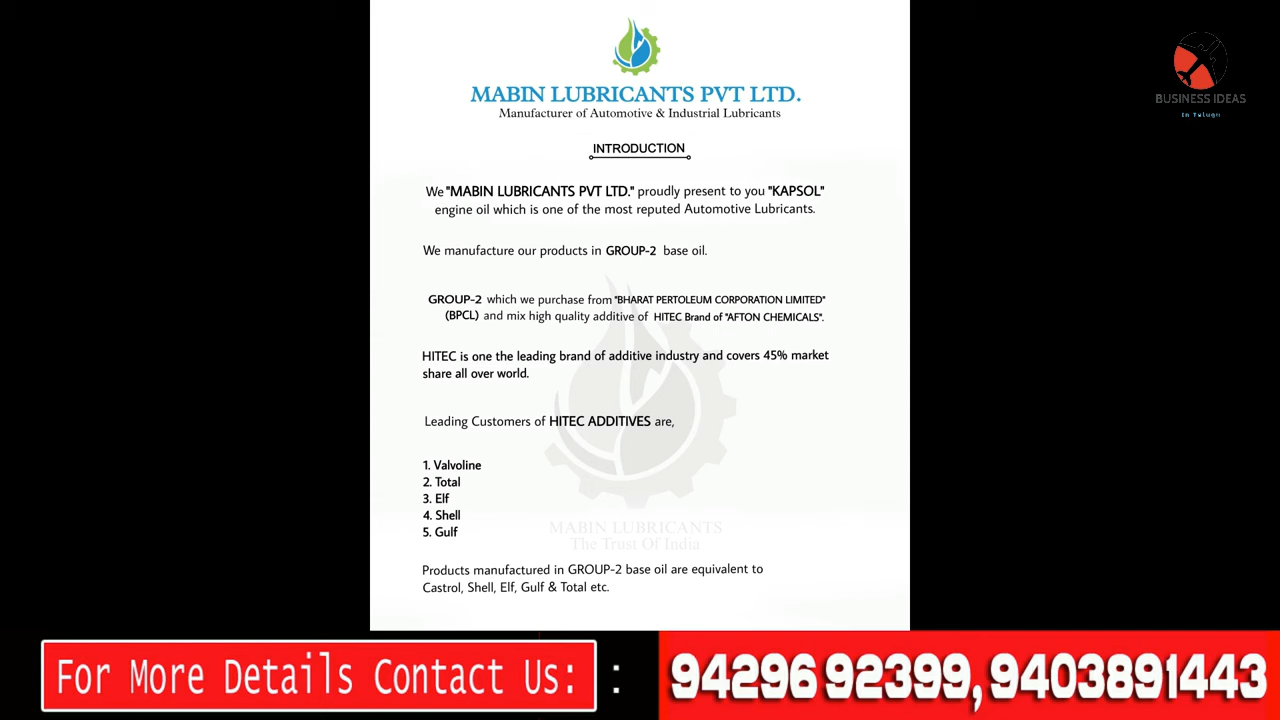 MABIN LUBRICANTS PVT LTD.
Manufacturer of Automotive & Industrial Lubricants
BUSINESS IDEAS
In Telugu
INTRODUCTION
We "MABIN LUBRICANTS PVT LTD." proudly present to you "KAPSOL"
engine oil which is one of the most reputed Automotive Lubricants.
We manufacture our products in GROUP-2 base oil.
GROUP-2 which we purchase from "BHARAT PERTOLEUM CORPORATION LIMITED"
(BPCL) and mix high quality additive of HITEC Brand of "AFTON CHEMICALS".
HITEC is one the leading brand of additive industry and covers 45% market
share all over world.
Leading Customers of HITEC ADDITIVES are,
1. Valvoline
2. Total
3. Elf
4. Shell
5. Gulf
MABIN LUBRICANTS
The Trust Of India
Products manufactured in GROUP-2 base oil are equivalent to
Castrol, Shell, Elf, Gulf & Total etc.
For More Details Contact Us: : 94296 92399, 9403891443